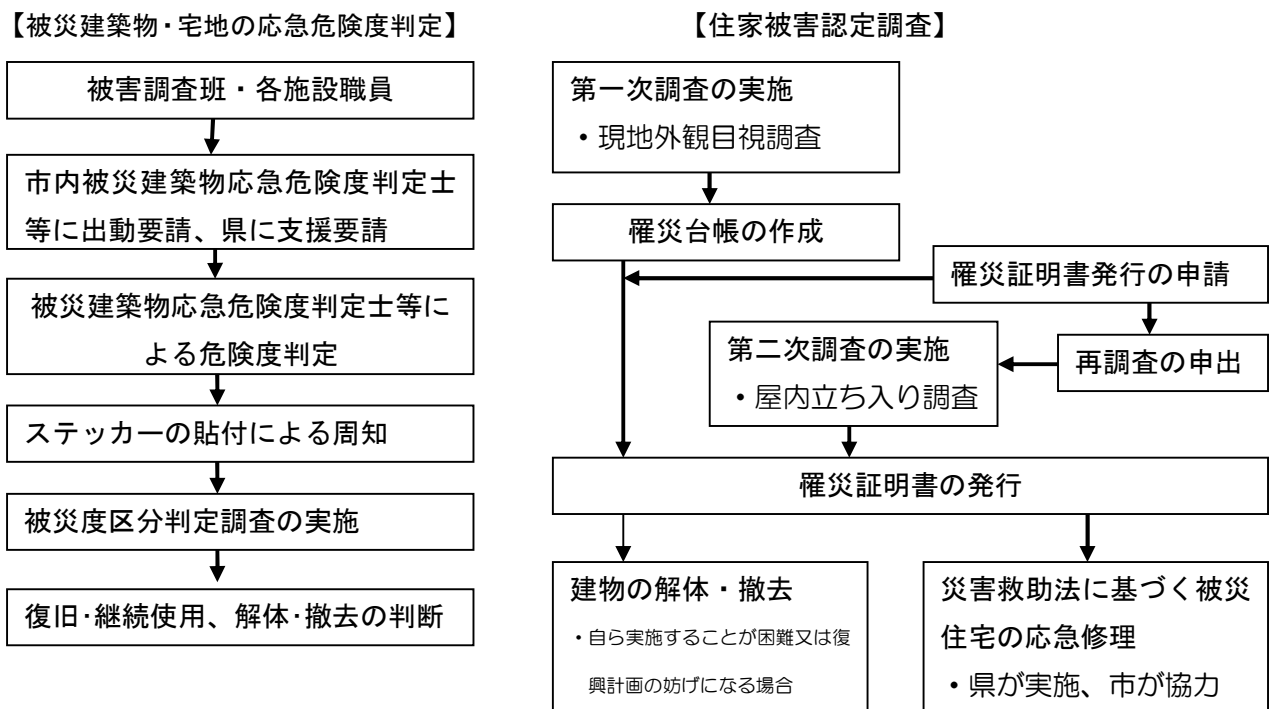 【被災建築物・宅地の応急危険度判定】
被害調査班・各施設職員
市内被災建築物応急危険度判定士
等に出動要請、県に支援要請
被災建築物応急危険度判定士等に
よる危険度判定
ステッカーの貼付による周知
被災度区分判定調査の実施
復旧･継続使用、解体･撤去の判断
【住家被害認定調査】
第一次調査の実施
・現地外観目視調査
罹災台帳の作成
罹災証明書発行の申請
再調査の申出
第二次調査の実施
・屋内立ち入り調査
罹災証明書の発行
建物の解体・撤去
・自ら実施することが困難又は復
興計画の妨げになる場合
災害救助法に基づく被災
住宅の応急修理
・県が実施、市が協力